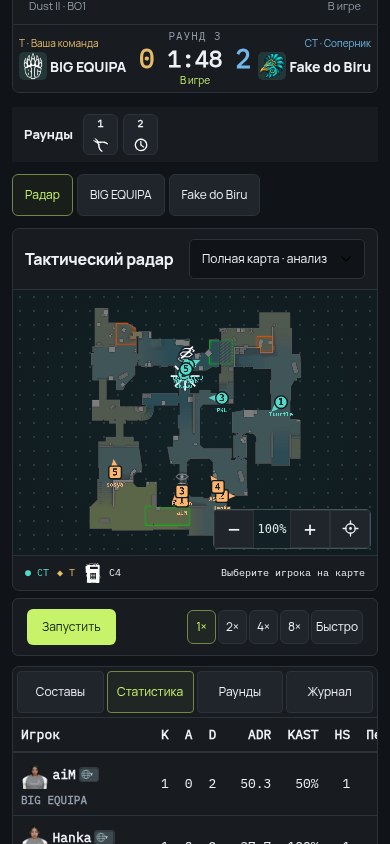 Dust II · BO1
В игре
Т · Ваша команда
РАУНД 3
СТ · Соперник
BIG EQUIPA
0
1:48
2
Fake do Biru
В игре
Раунды
1
2
Радар
BIG EQUIPA
Fake do Biru
Тактический радар
Полная карта · анализ
5
3
1
5
3
4
− 100% +
CT
T
C4
Выберите игрока на карте
Запустить
1×
2×
4×
8×
Быстро
Составы
Статистика
Раунды
Журнал
Игрок K A D ADR KAST HS
aiM 1 0 2 50.3 50% 1
BIG EQUIPA
Hanka